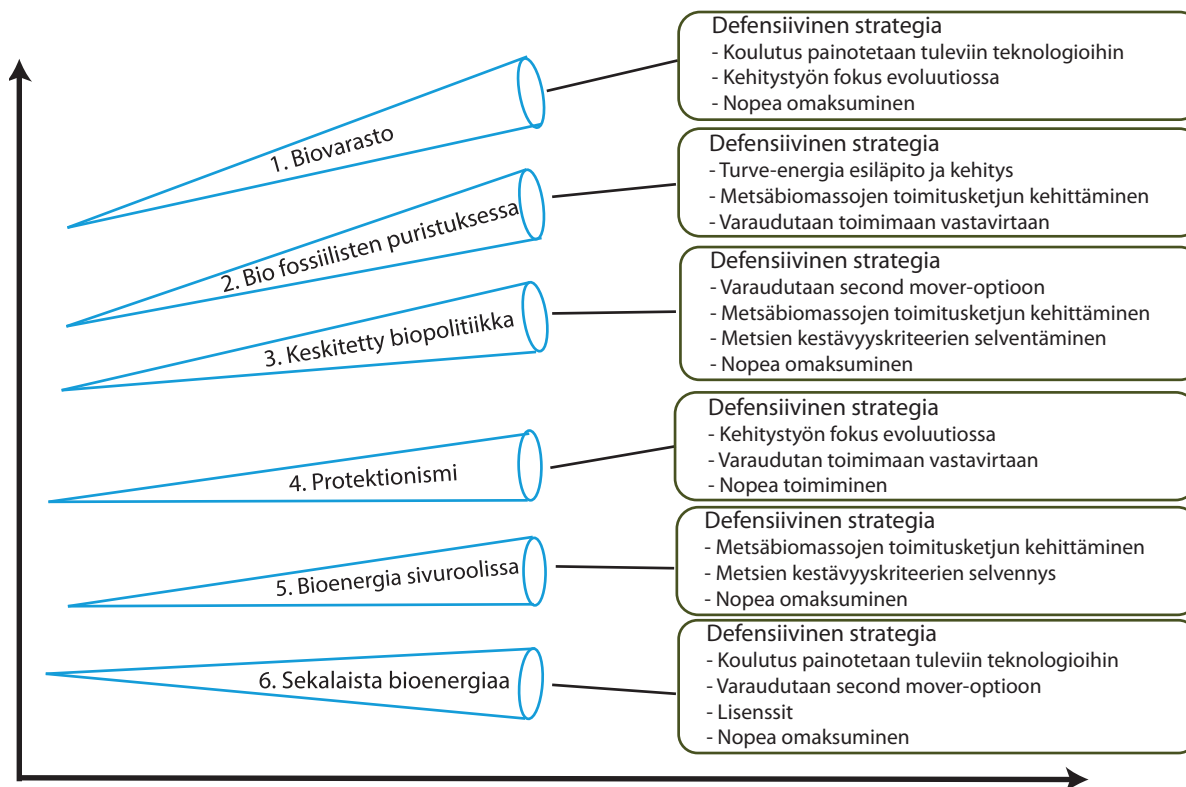 1. Biovarasto
Defensiivinen strategia
- Koulutus painotetaan tuleviin teknologioihin
- Kehitystyön fokus evoluutiossa
- Nopea omaksuminen
2. Bio fossiilisten puristuksessa
Defensiivinen strategia
- Turve-energia esiläpito ja kehitys
- Metsäbiomassojen toimitusketjun kehittäminen
- Varaudutaan toimimaan vastavirtaan
3. Keskitetty biopolitiikka
Defensiivinen strategia
- Varaudutaan second mover-optioon
- Metsäbiomassojen toimitusketjun kehittäminen
- Metsien kestävyyskriteerien selventäminen
- Nopea omaksuminen
4. Protektionismi
Defensiivinen strategia
- Kehitystyön fokus evoluutiossa
- Varaudutan toimimaan vastavirtaan
- Nopea toimiminen
5. Bioenergia sivuroolissa
Defensiivinen strategia
- Metsäbiomassojen toimitusketjun kehittäminen
- Metsien kestävyyskriteerien selvennys
- Nopea omaksuminen
6. Sekalaista bioenergiaa
Defensiivinen strategia
- Koulutus painotetaan tuleviin teknologioihin
- Varaudutaan second mover-optioon
- Lisenssit
- Nopea omaksuminen